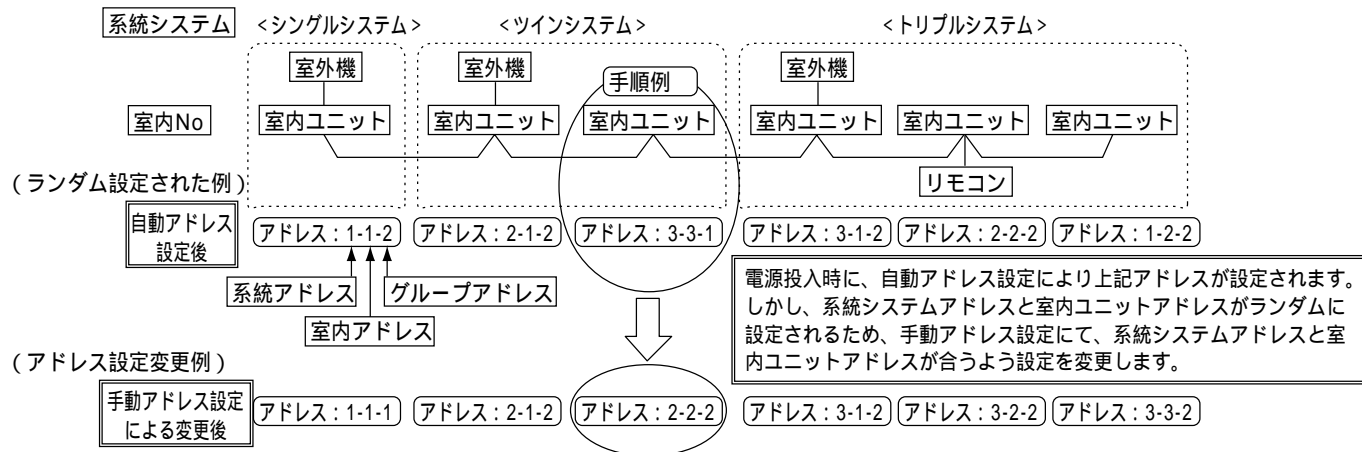 系統システム
<シングルシステム>
<ツインシステム>
<トリプルシステム>
室外機
室外機
手順例
室外機
室内No
室内ユニット
室内ユニット
室内ユニット
室内ユニット
室内ユニット
室内ユニット
リモコン
(ランダム設定された例)
自動アドレス
設定後
アドレス:1-1-2
アドレス:2-1-2
アドレス:3-3-1
アドレス:3-1-2
アドレス:2-2-2
アドレス:1-2-2
系統アドレス
グループアドレス
室内アドレス
電源投入時に、自動アドレス設定により上記アドレスが設定されます。
しかし、系統システムアドレスと室内ユニットアドレスがランダムに
設定されるため、手動アドレス設定にて、系統システムアドレスと室
内ユニットアドレスが合うよう設定を変更します。
(アドレス設定変更例)
手動アドレス設定
による変更後
アドレス:1-1-1
アドレス:2-1-2
アドレス:2-2-2
アドレス:3-1-2
アドレス:3-2-2
アドレス:3-3-2